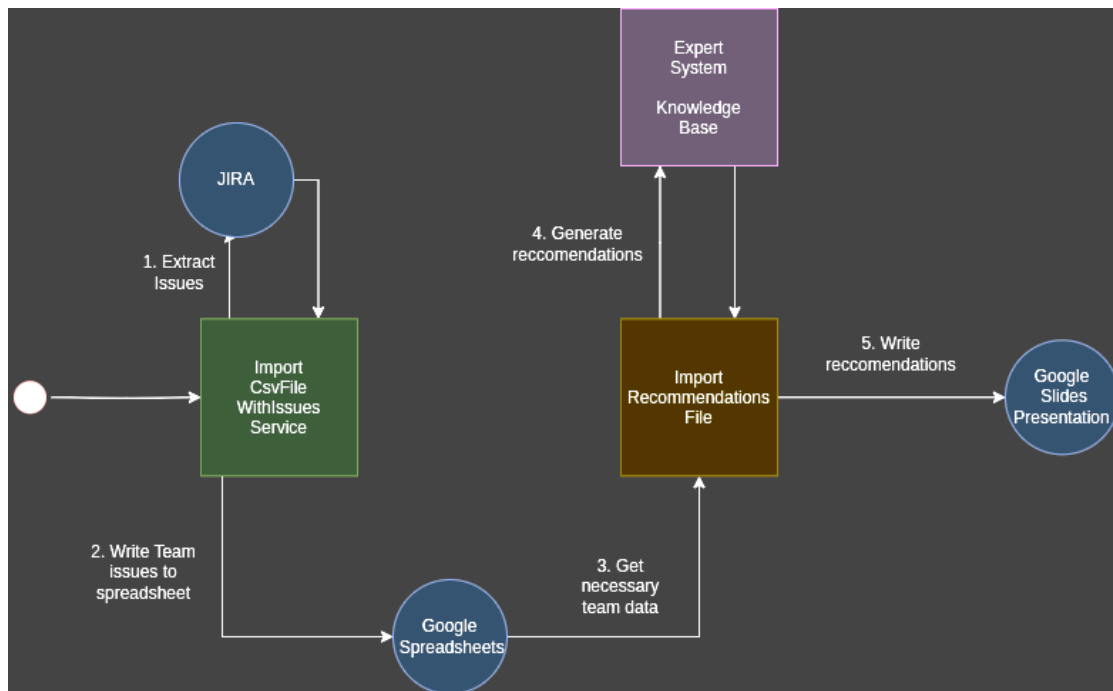 Expert
System
Knowledge
Base
JIRA
1. Extract
Issues
4. Generate
reccomendations
Import
CsvFile
WithIssues
Service
Import
Recommendations
File
5. Write
reccomendations
Google
Slides
Presentation
2. Write Team
issues to
spreadsheet
Google
Spreadsheets
3. Get
necessary
team data